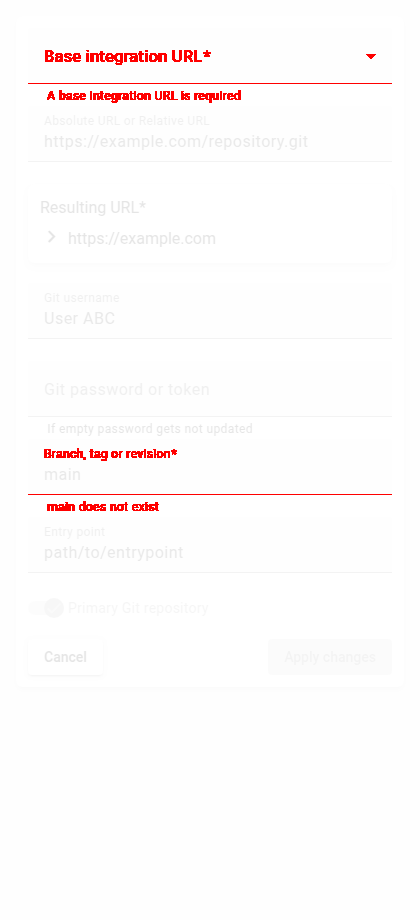 Base integration URL*
A base integration URL is required
Absolute URL or Relative URL
https://example.com/repository.git
Resulting URL*
https://example.com
Git username
User ABC
Git password or token
If empty password gets not updated
Branch, tag or revision*
main
main does not exist
Entry point
path/to/entrypoint
Primary Git repository
Cancel
Apply changes